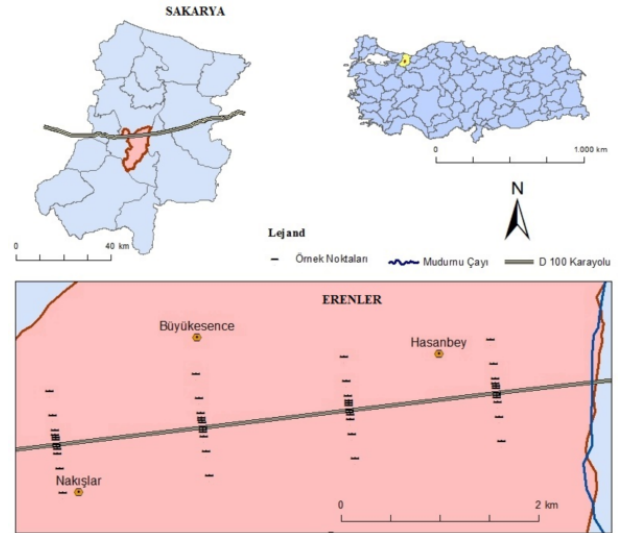 SAKARYA
0 1.000 km
N
Lejand
0 40 km
Örnek Noktaları Mudurnu Çayı D 100 Karayolu
ERENLER
Büyükesence
Hasanbey
Nakışlar
0 2 km